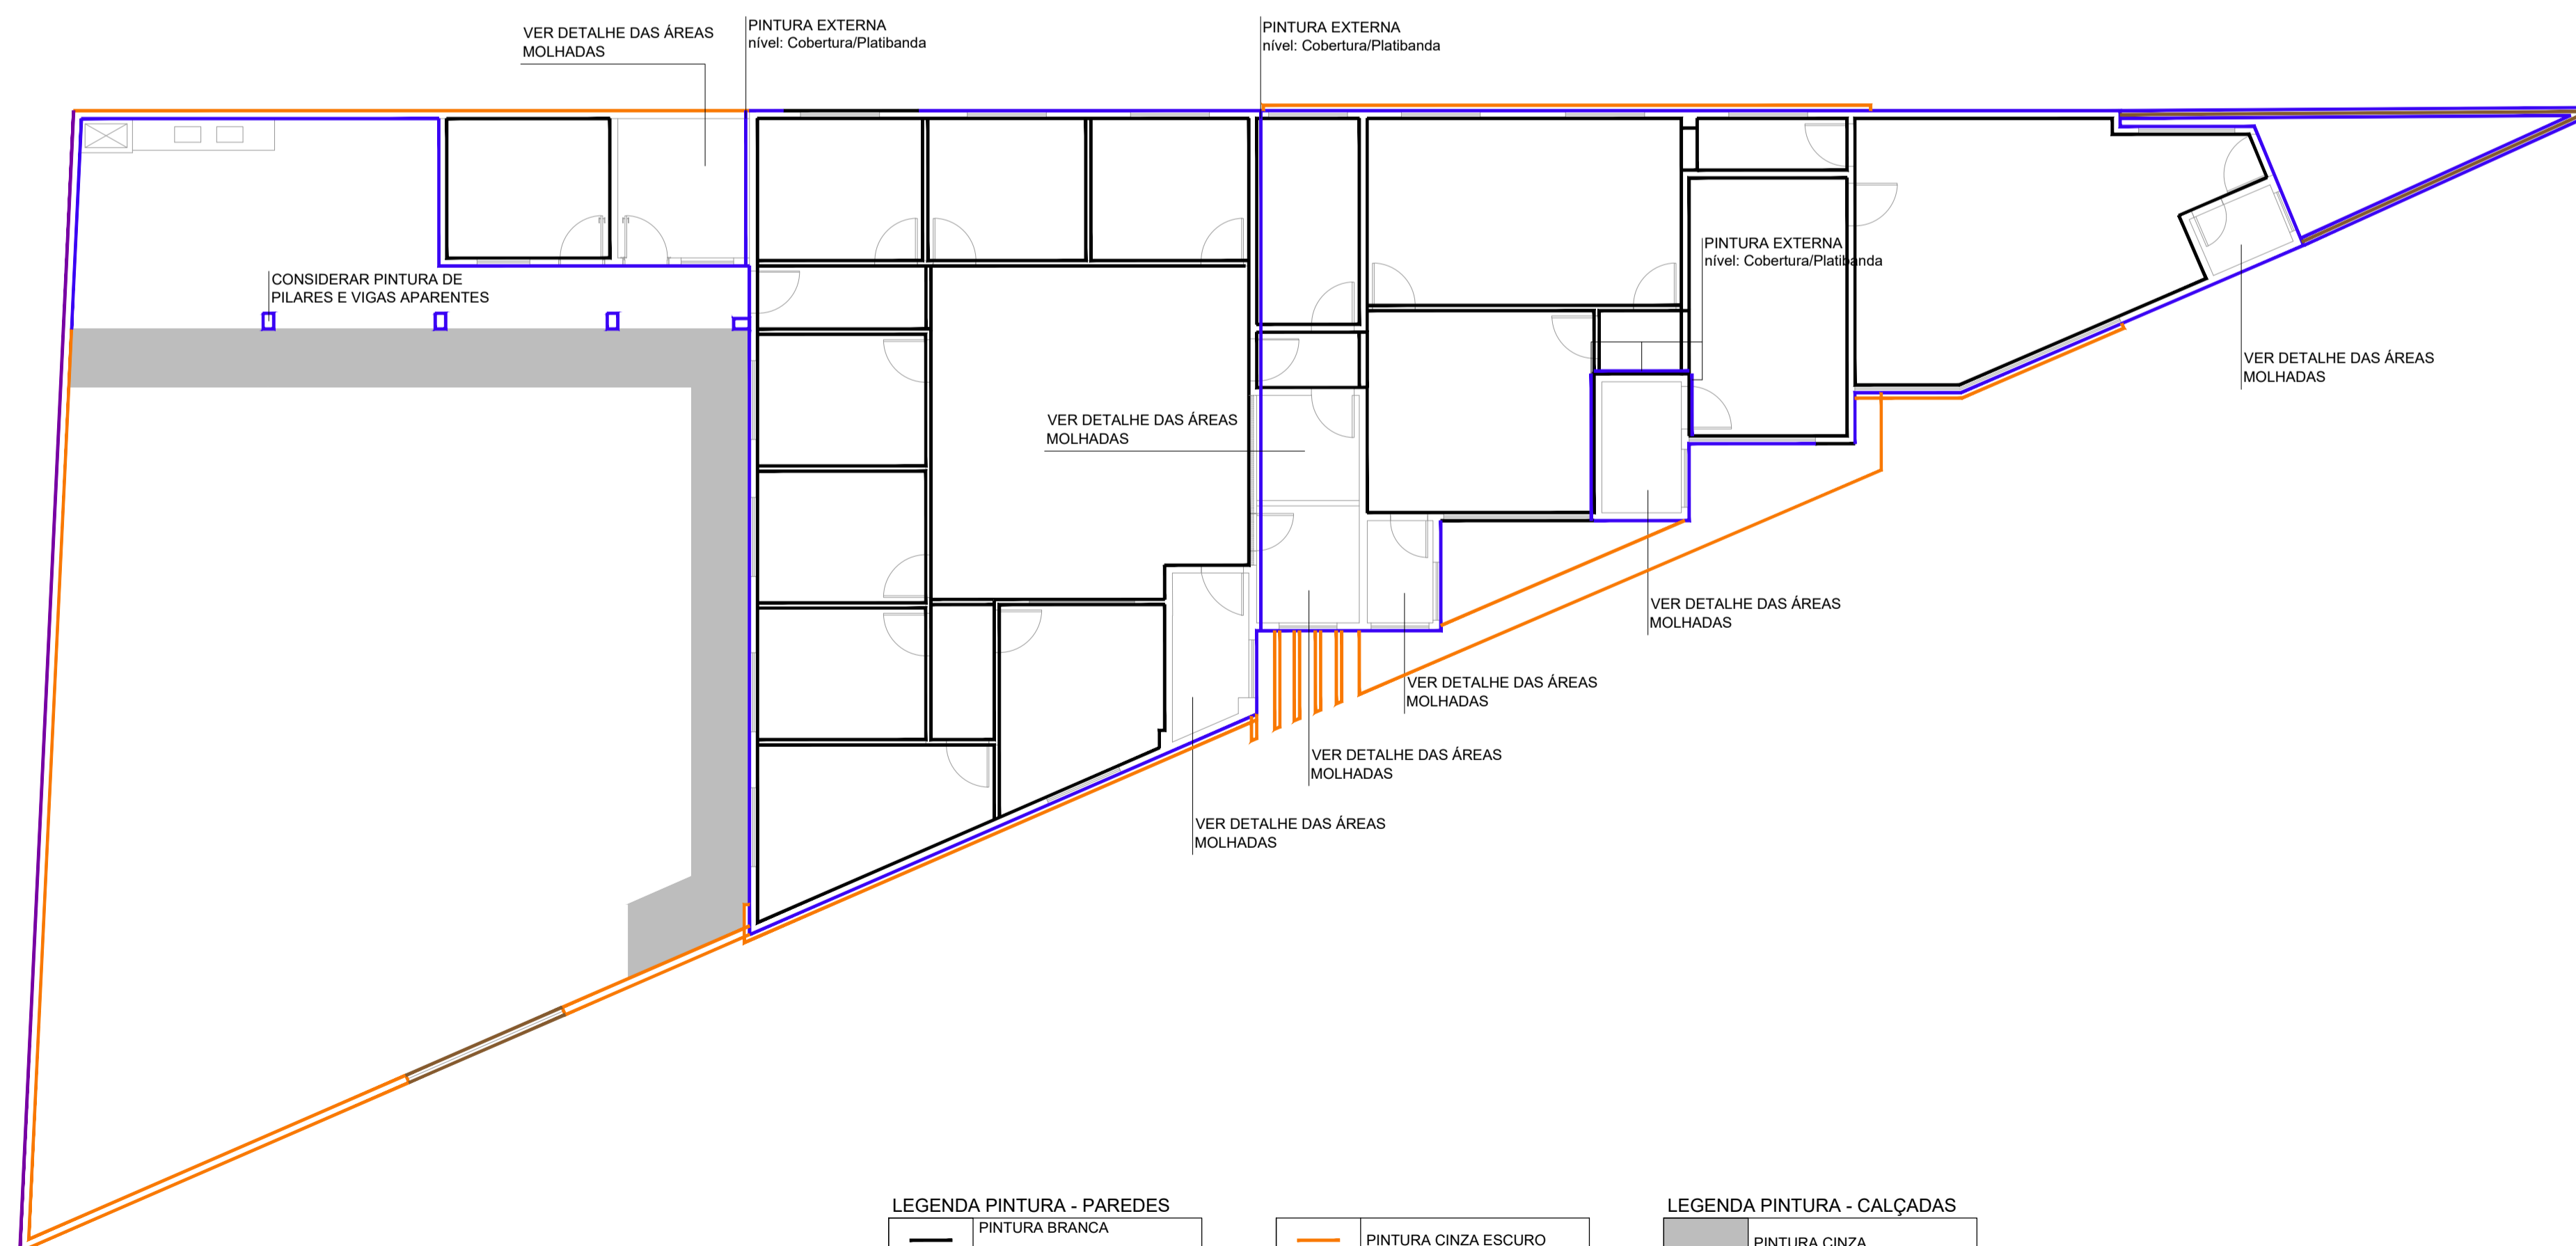 VER DETALHE DAS ÁREAS
MOLHADAS
PINTURA EXTERNA
nível: Cobertura/Platibanda
PINTURA EXTERNA
nível: Cobertura/Platibanda
PINTURA EXTERNA
nível: Cobertura/Platibanda
CONSIDERAR PINTURA DE
PILARES E VIGAS APARENTES
VER DETALHE DAS ÁREAS
MOLHADAS
VER DETALHE DAS ÁREAS
MOLHADAS
VER DETALHE DAS ÁREAS
MOLHADAS
VER DETALHE DAS ÁREAS
MOLHADAS
VER DETALHE DAS ÁREAS
MOLHADAS
VER DETALHE DAS ÁREAS
MOLHADAS
LEGENDA PINTURA - PAREDES
PINTURA BRANCA
PINTURA CINZA ESCURO
LEGENDA PINTURA - CALÇADAS
PINTURA CINZA